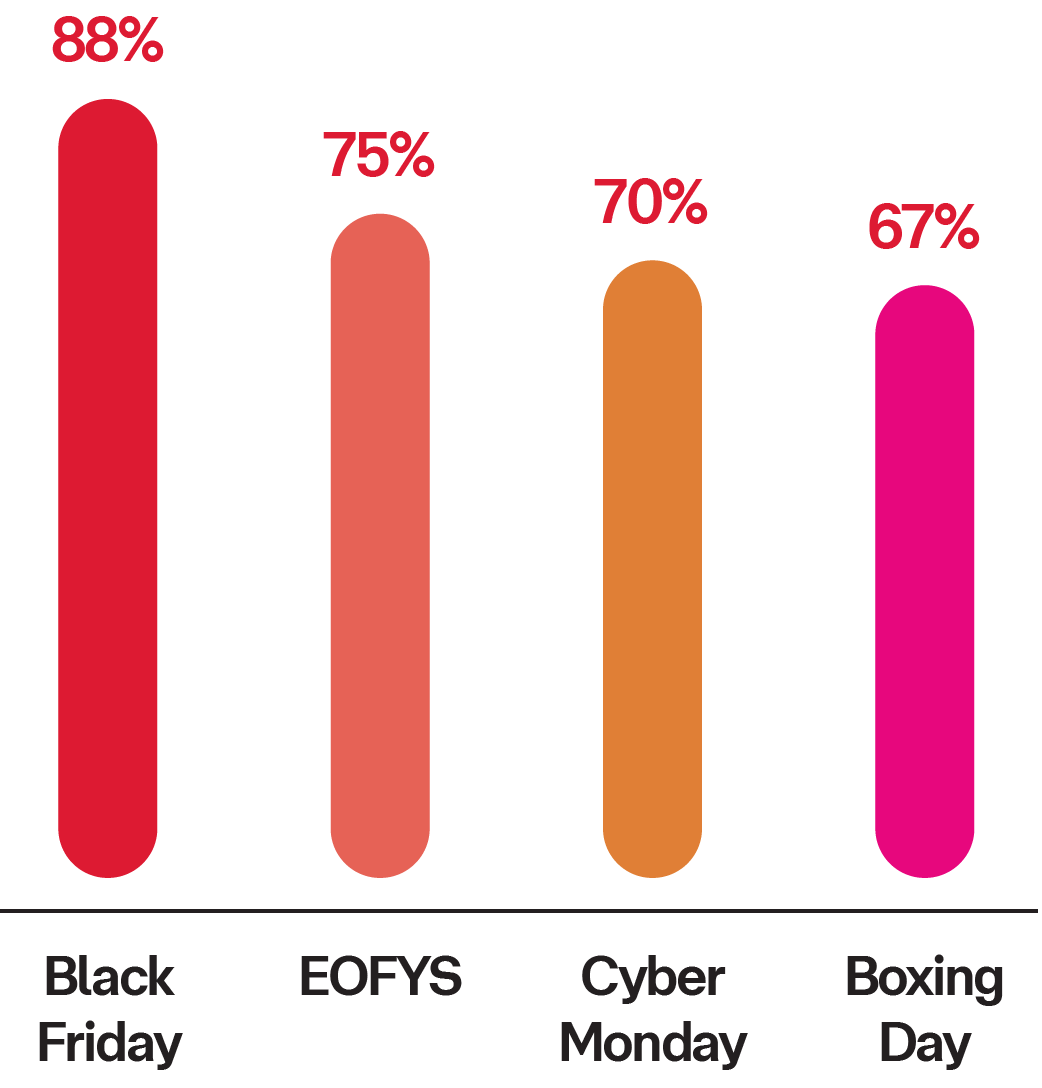 88%
75%
70%
67%
Black
Friday
EOFYS
Cyber
Monday
Boxing
Day